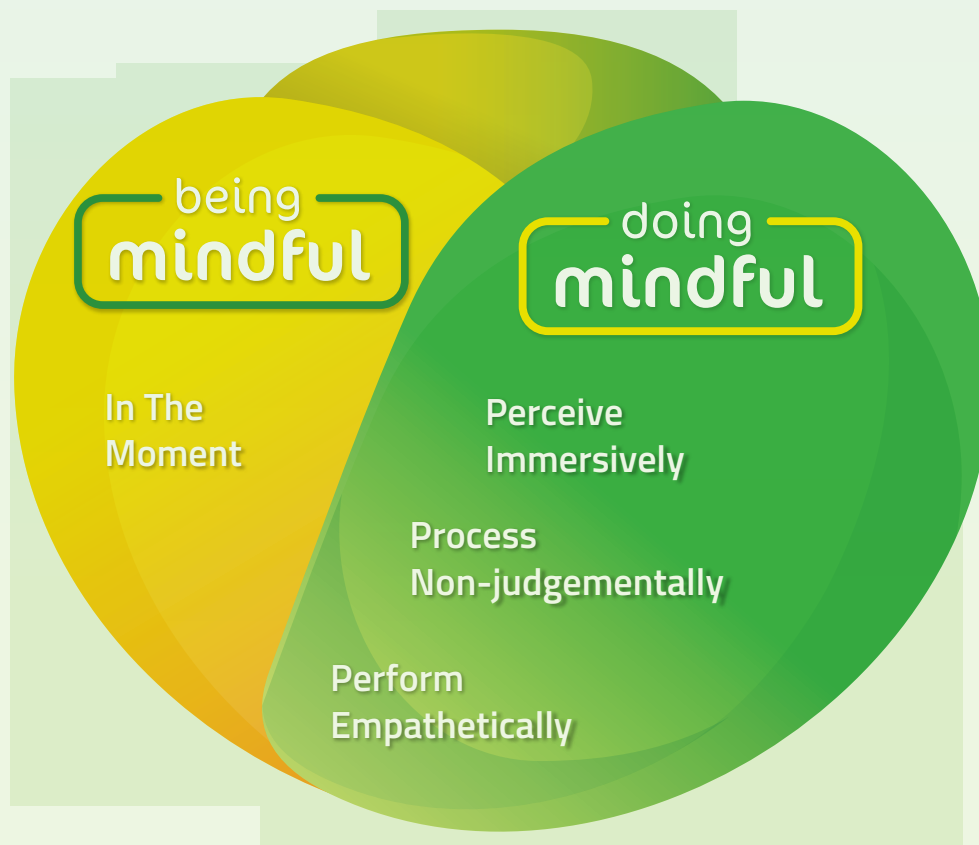 being
mindful
In The
Moment
doing
mindful
Perceive
Immersively
Process
Non-judgementally
Perform
Empathetically